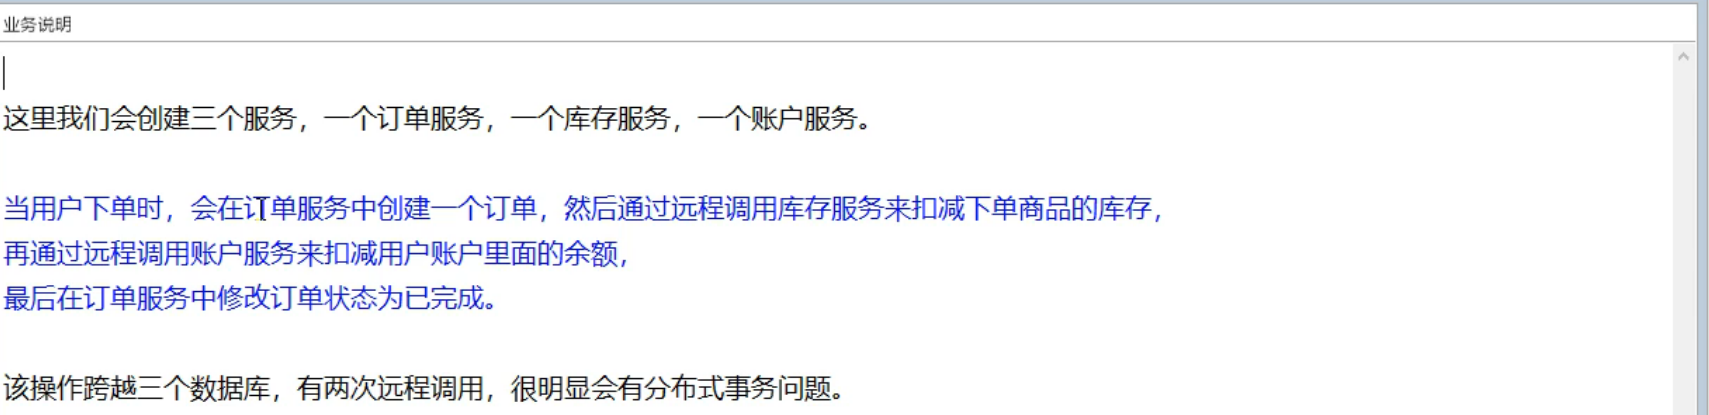 业务说明
这里我们会创建三个服务，一个订单服务，一个库存服务，一个账户服务。
当用户下单时，会在订单服务中创建一个订单，然后通过远程调用库存服务来扣减下单商品的库存，
再通过远程调用账户服务来扣减用户账户里面的余额，
最后在订单服务中修改订单状态为已完成。
该操作跨越三个数据库，有两次远程调用，很明显会有分布式事务问题。